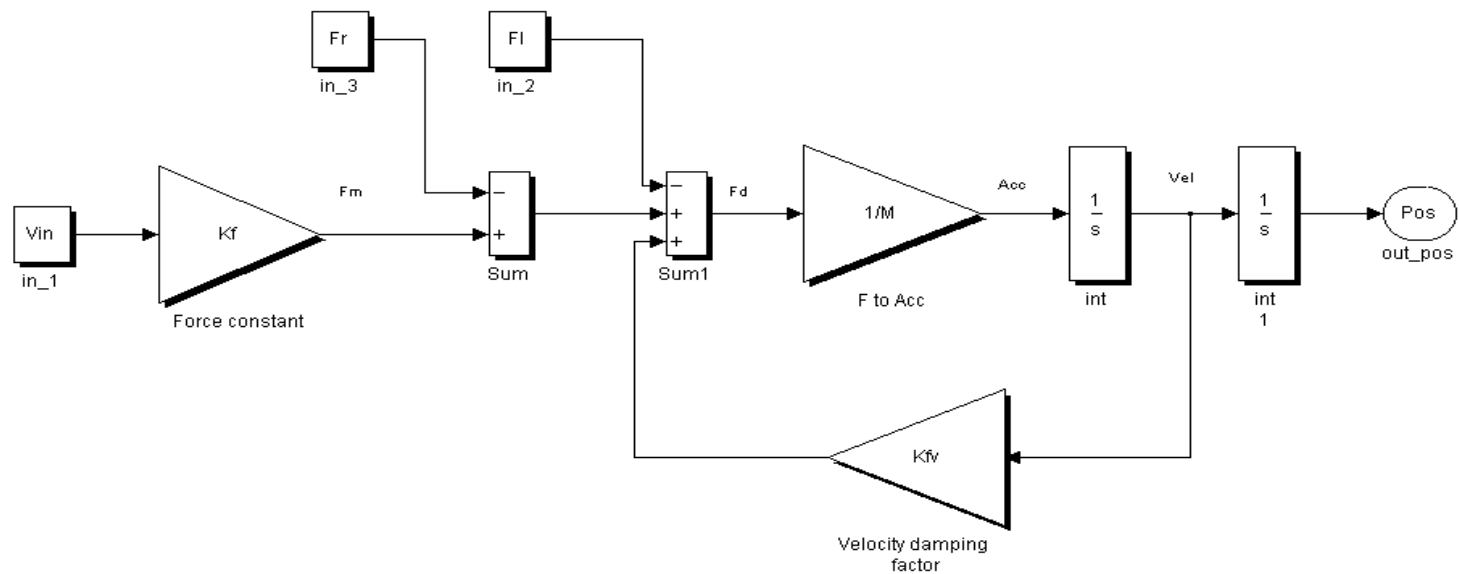 Fr
in_3
Fl
in_2
Vin
in_1
Kf
Force constant
Fm
−
+
Sum
−
+
+
Sum1
Fd
1/M
F to Acc
Acc
1
s
int
Vel
1
s
int
1
Pos
out_pos
Kfv
Velocity damping
factor